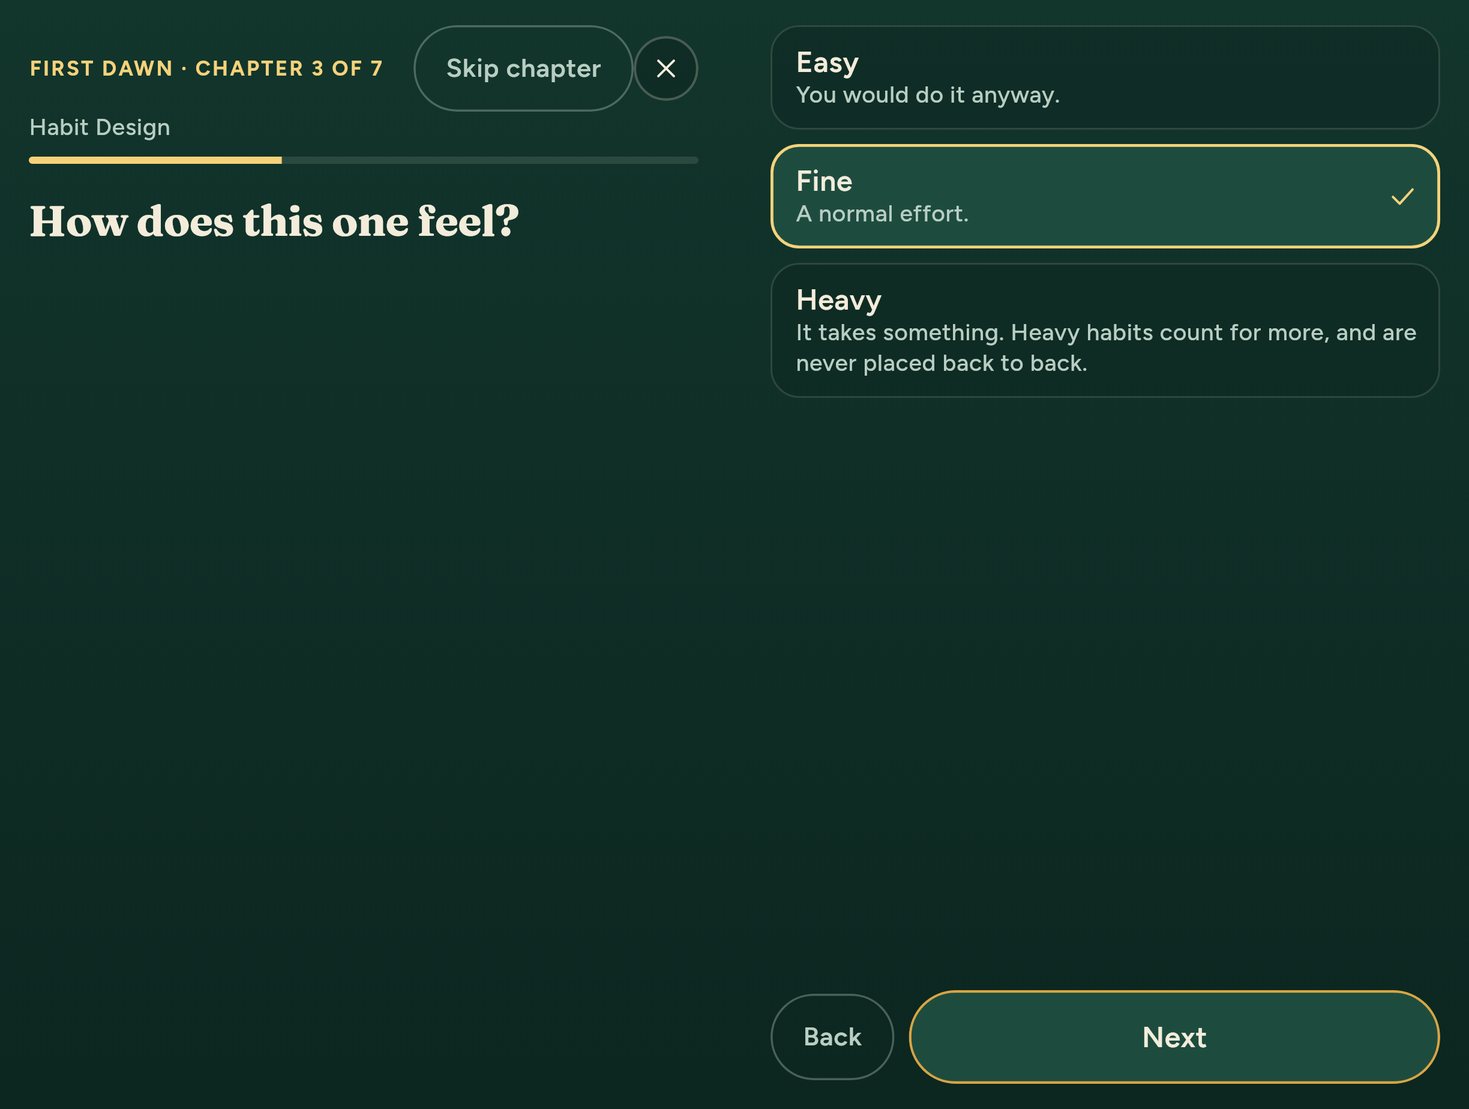 FIRST DAWN · CHAPTER 3 OF 7
Skip chapter
Habit Design
How does this one feel?
Easy
You would do it anyway.
Fine
A normal effort.
Heavy
It takes something. Heavy habits count for more, and are
never placed back to back.
Back
Next